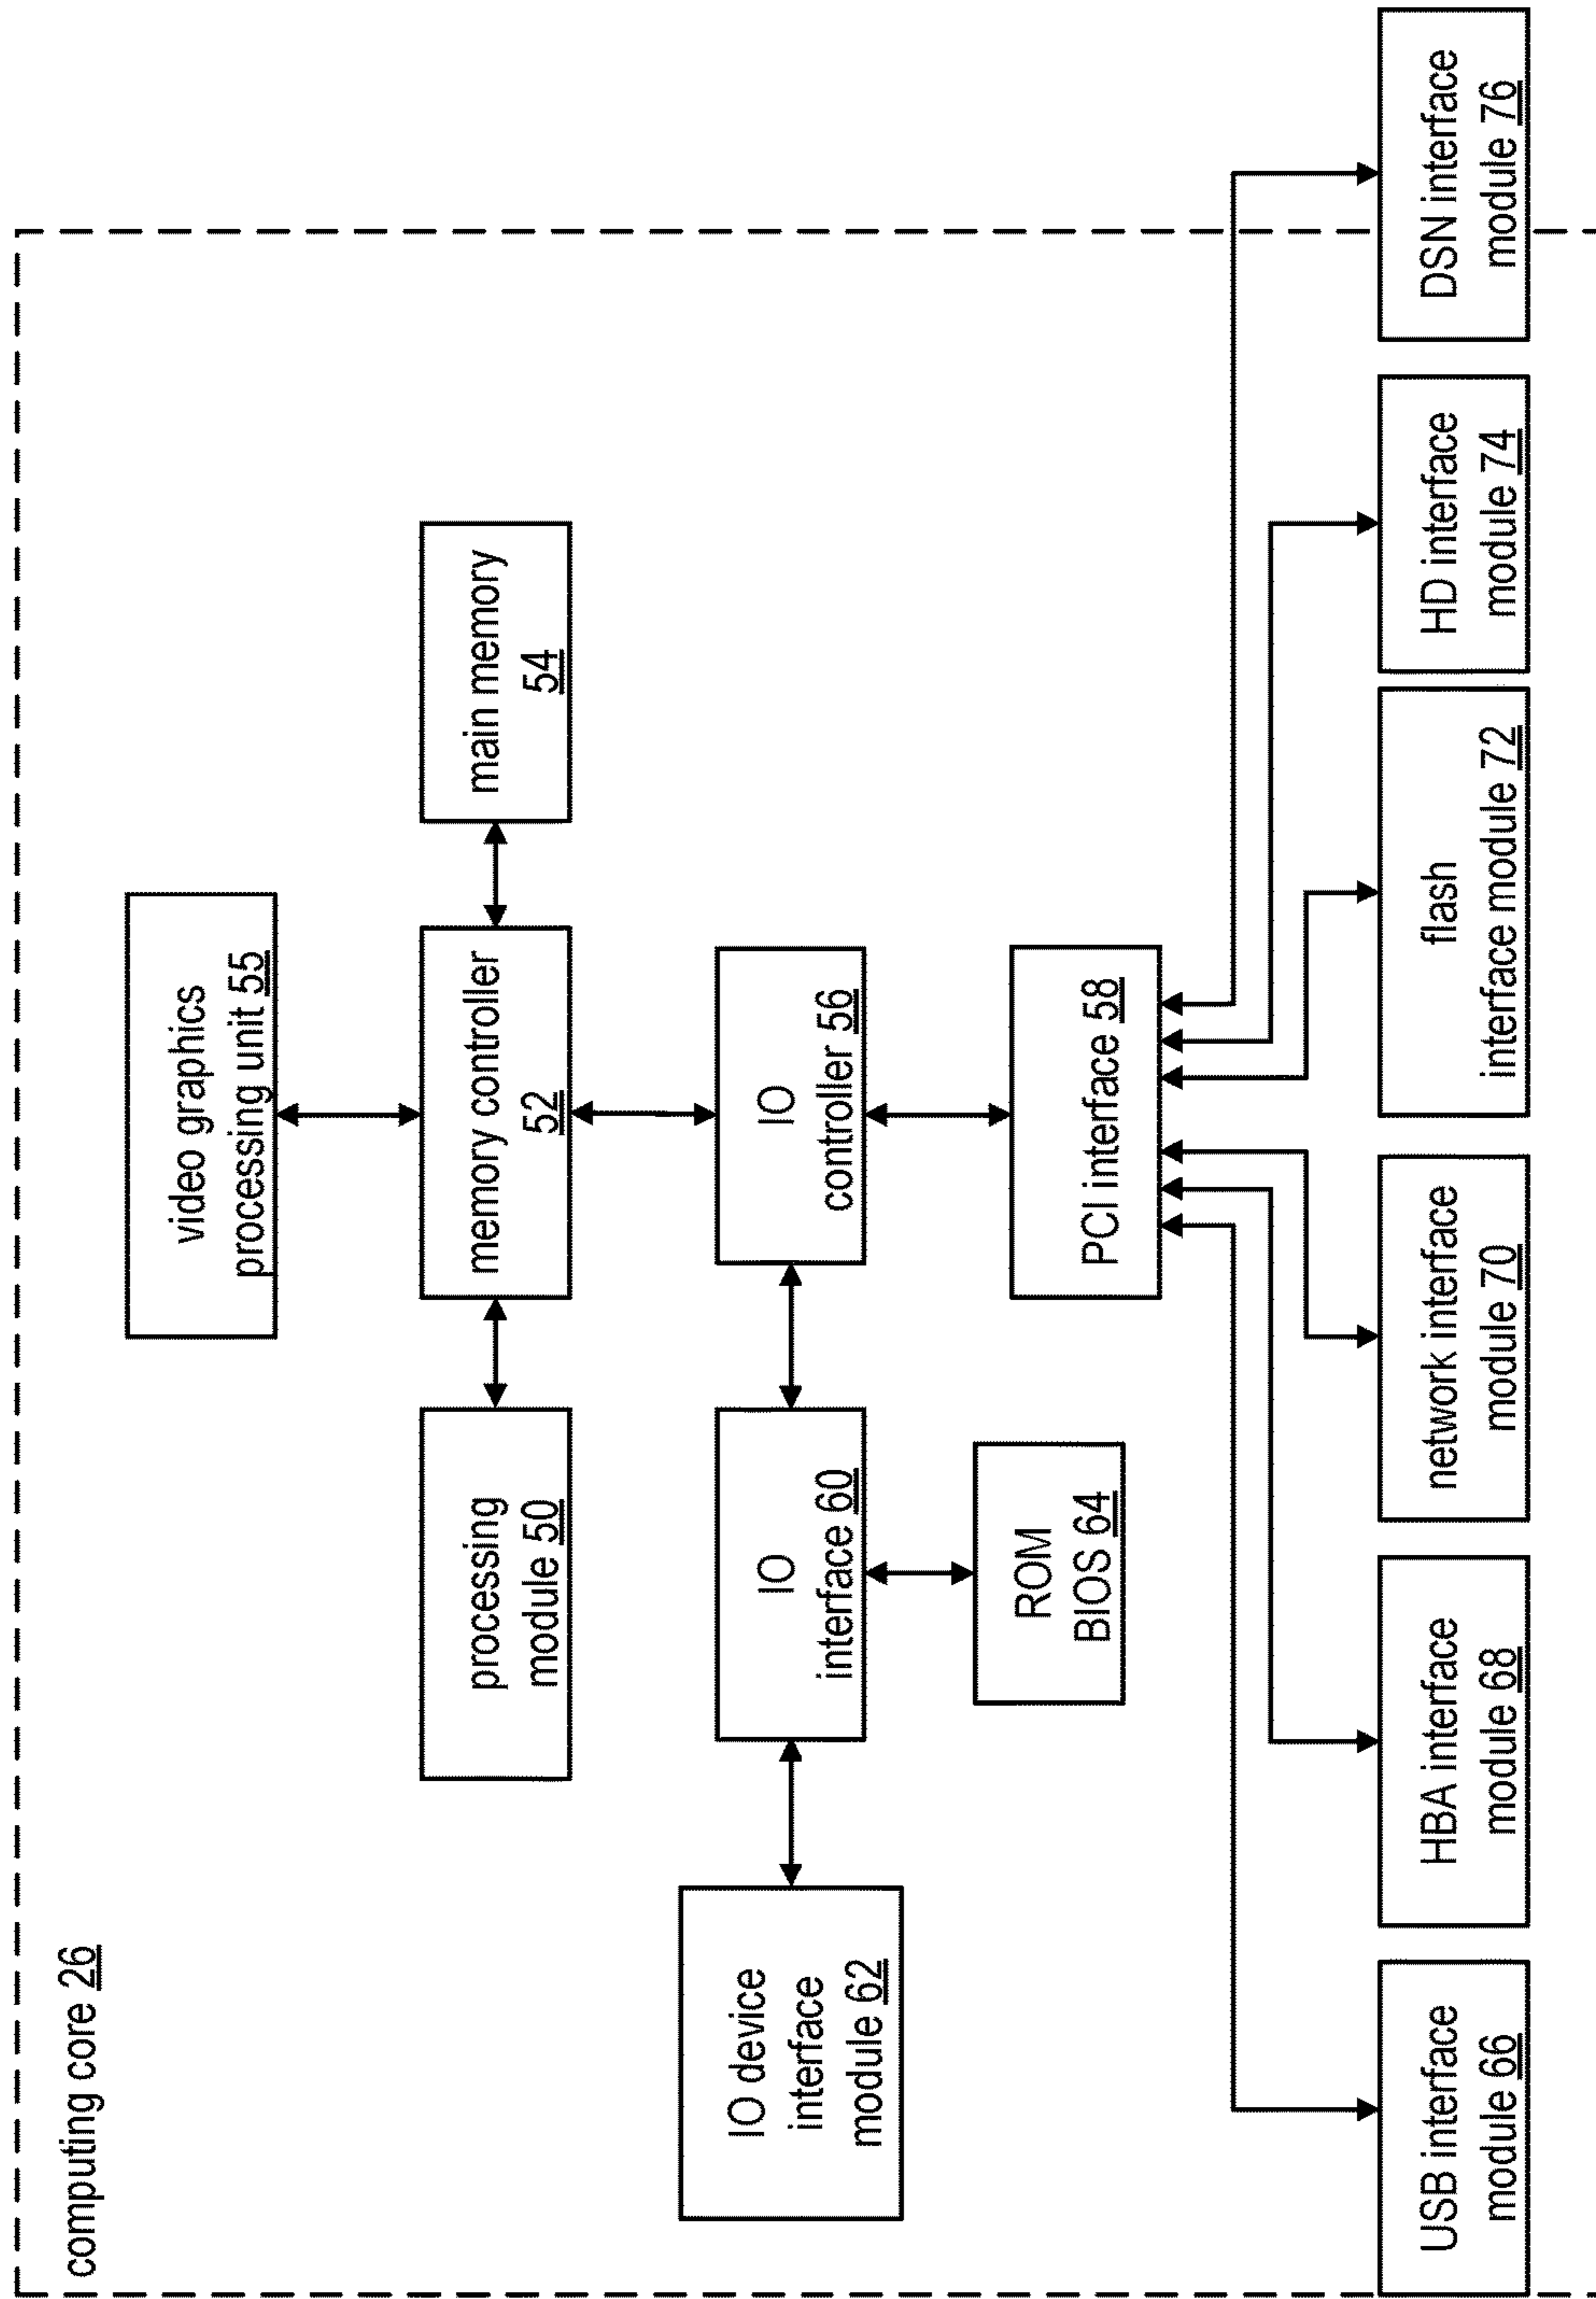 computing core 26
video graphics
processing unit 55
processing
module 50
memory controller
52
main memory
54
IO device
interface
module 62
IO
interface 60
IO
controller 56
ROM
BIOS 64
PCI interface 58
USB interface
module 66
HBA interface
module 68
network interface
module 70
flash
interface module 72
HD interface
module 74
DSN interface
module 76